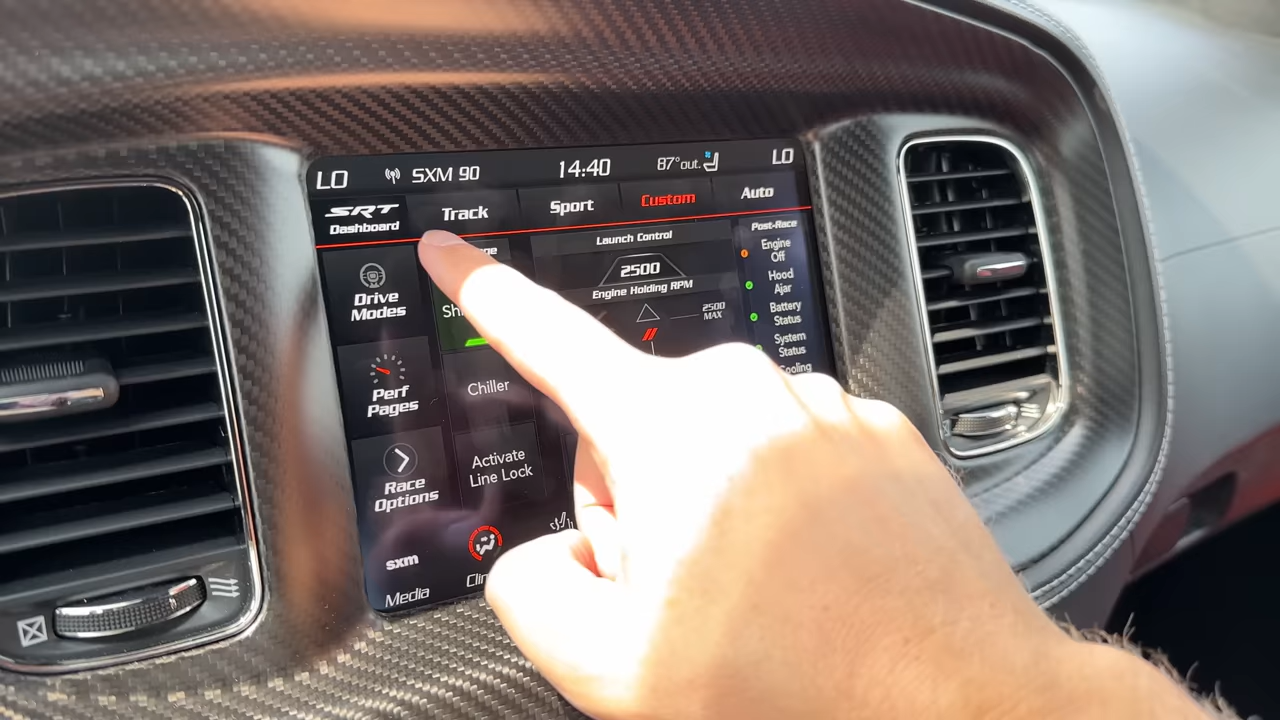 LO SXM 90 14:40 87° out. LO
SRT
Dashboard
Track Sport Custom Auto
Launch Control
2500
Engine Holding RPM
2500
MAX
Post-Race
Engine
Off
Hood
Ajar
Battery
Status
System
Status
Cooling
Drive
Modes
Perf
Pages
Chiller
Race
Options
Activate
Line Lock
sxm
Media